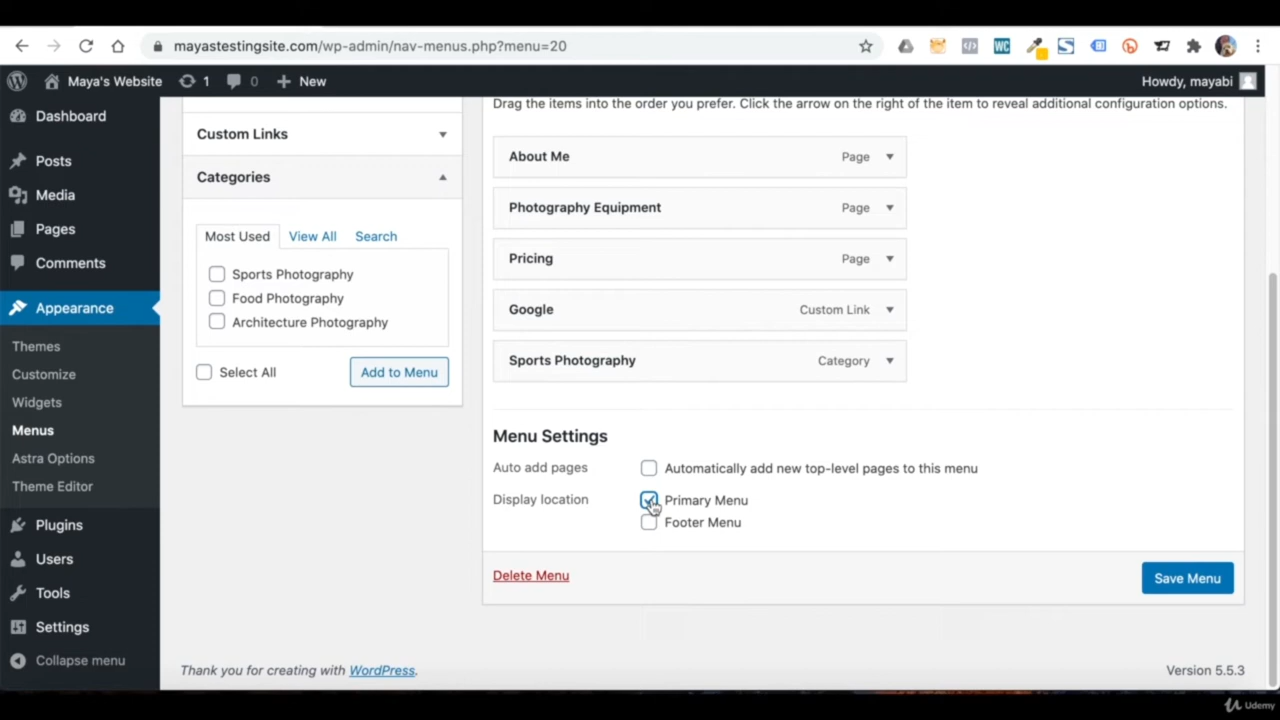 mayastestingsite.com/wp-admin/nav-menus.php?menu=20
Maya's Website 1 0 New Howdy, mayabi
Dashboard
Posts
Media
Pages
Comments
Appearance
Themes
Customize
Widgets
Menus
Astra Options
Theme Editor
Plugins
Users
Tools
Settings
Collapse menu
Custom Links
Categories
Most Used View All Search
Sports Photography
Food Photography
Architecture Photography
Select All Add to Menu
Drag the items into the order you prefer. Click the arrow on the right of the item to reveal additional configuration options.
About Me Page
Photography Equipment Page
Pricing Page
Google Custom Link
Sports Photography Category
Menu Settings
Auto add pages Automatically add new top-level pages to this menu
Display location Primary Menu
Footer Menu
Delete Menu Save Menu
Thank you for creating with WordPress. Version 5.5.3
Udemy